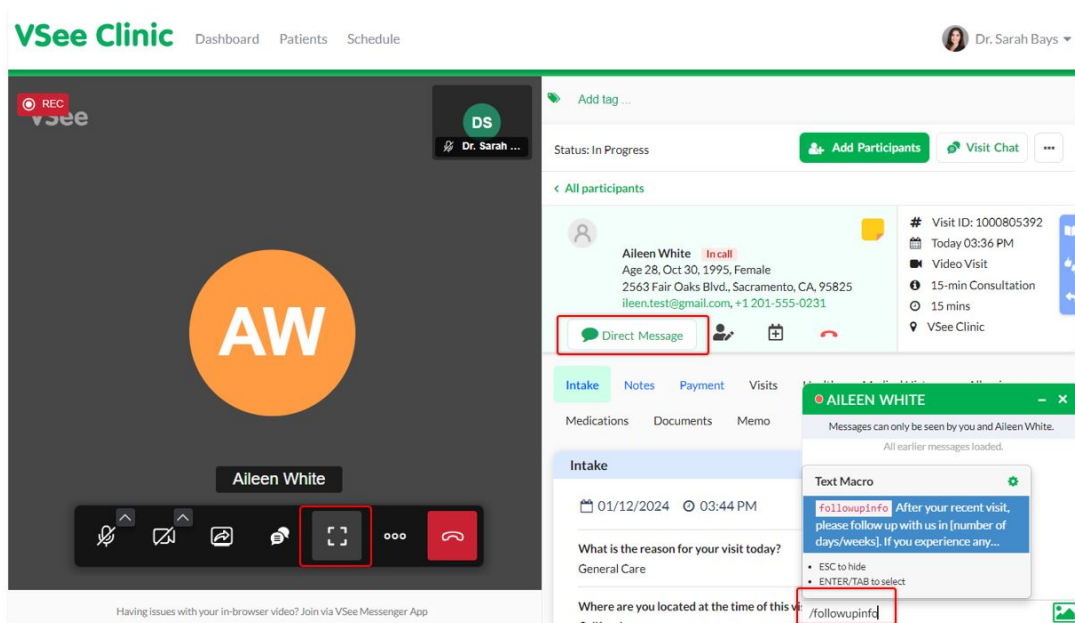 VSee Clinic Dashboard Patients Schedule Dr. Sarah Bays
REC
VSee
DS
Dr. Sarah ...
AW
Aileen White
Having issues with your in-browser video? Join via VSee Messenger App
Add tag ...
Status: In Progress Add Participants Visit Chat ...
< All participants
Aileen White In call
Age 28, Oct 30, 1995, Female
2563 Fair Oaks Blvd., Sacramento, CA, 95825
ileen.test@gmail.com, +1 201-555-0231
Direct Message
# Visit ID: 1000805392
Today 03:36 PM
Video Visit
15-min Consultation
15 mins
VSee Clinic
Intake Notes Payment Visits
Medications Documents Memo
Intake
01/12/2024 03:44 PM
What is the reason for your visit today?
General Care
Where are you located at the time of this
AILEEN WHITE – ×
Messages can only be seen by you and Aileen White.
All earlier messages loaded.
Text Macro
followupinfo After your recent visit,
please follow up with us in [number of
days/weeks]. If you experience any...
• ESC to hide
• ENTER/TAB to select
/followupinfo